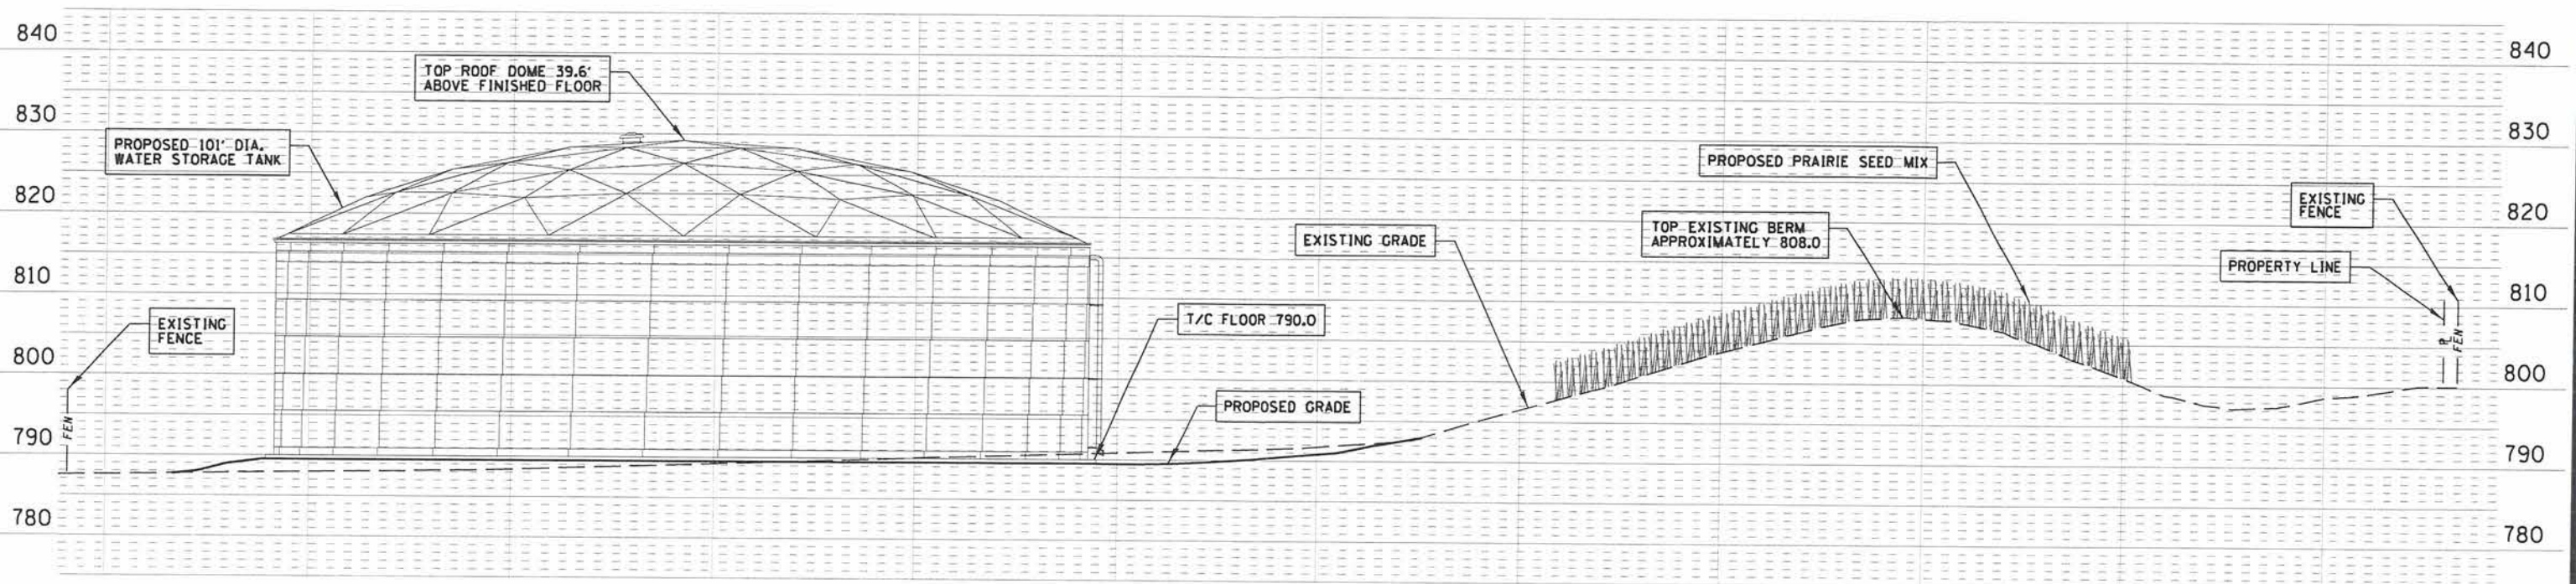 840
840
TOP ROOF DOME 39.6'
ABOVE FINISHED FLOOR
830
830
PROPOSED 101' DIA.
WATER STORAGE TANK
PROPOSED PRAIRIE SEED MIX
820
820
EXISTING
FENCE
TOP EXISTING BERM
APPROXIMATELY 808.0
EXISTING GRADE
PROPERTY LINE
810
810
T/C FLOOR 790.0
EXISTING
FENCE
PL
FEN
800
800
PROPOSED GRADE
FEN
790
790
780
780